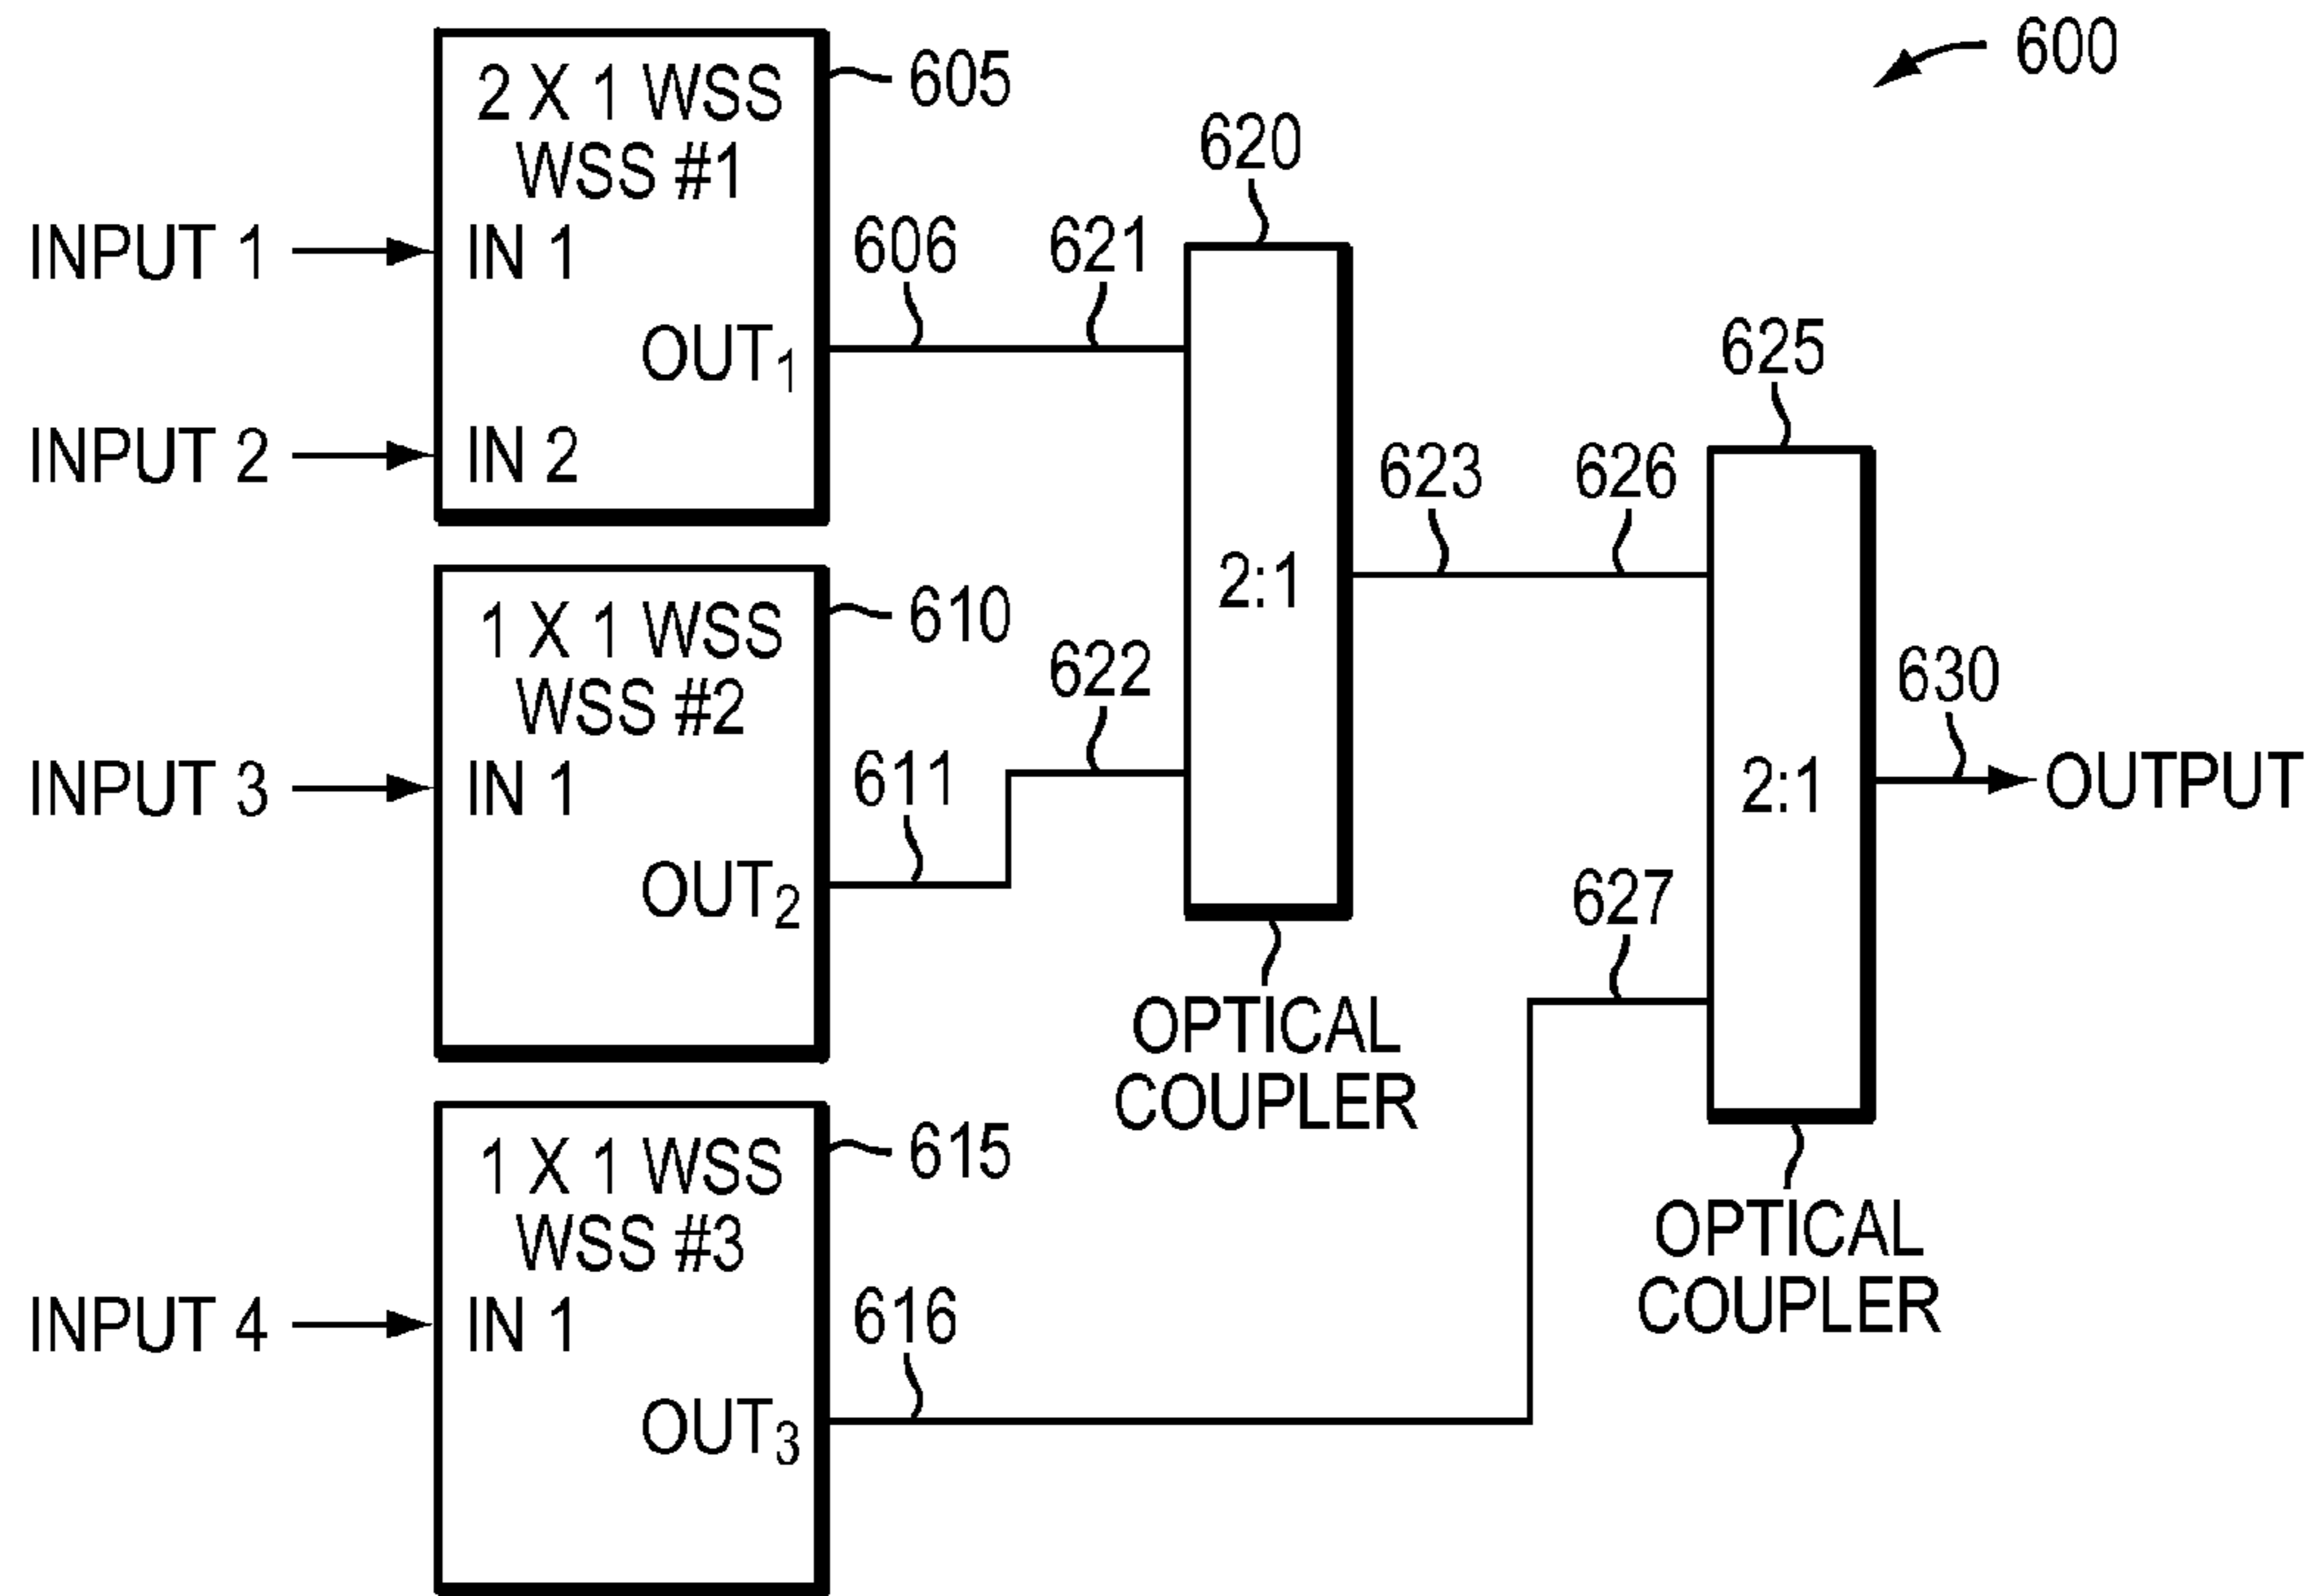 600
2 X 1 WSS
WSS #1
605
INPUT 1
IN 1
OUT1
INPUT 2
IN 2
606
621
620
2:1
OPTICAL
COUPLER
1 X 1 WSS
WSS #2
610
INPUT 3
IN 1
OUT2
611
622
623
626
625
2:1
OPTICAL
COUPLER
630
OUTPUT
627
1 X 1 WSS
WSS #3
615
INPUT 4
IN 1
OUT3
616